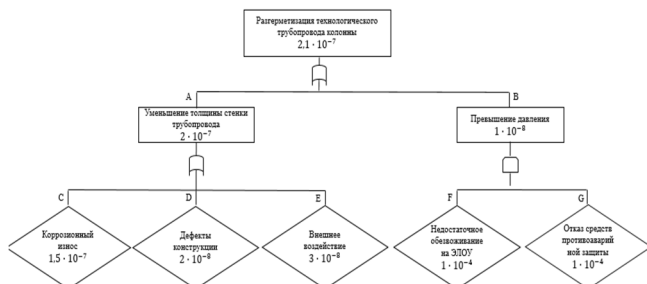 Разгерметизация технологического
трубопровода колонны
2,1 · 10⁻⁷
A
B
Уменьшение толщины стенки
трубопровода
2 · 10⁻⁷
Превышение давления
1 · 10⁻⁸
C
D
E
F
G
Коррозионный
износ
1,5 · 10⁻⁷
Дефекты
конструкции
2 · 10⁻⁸
Внешнее
воздействие
3 · 10⁻⁸
Недостаточное
обезвоживание
на ЭЛОУ
1 · 10⁻⁴
Отказ средств
противоаварий
ной защиты
1 · 10⁻⁴